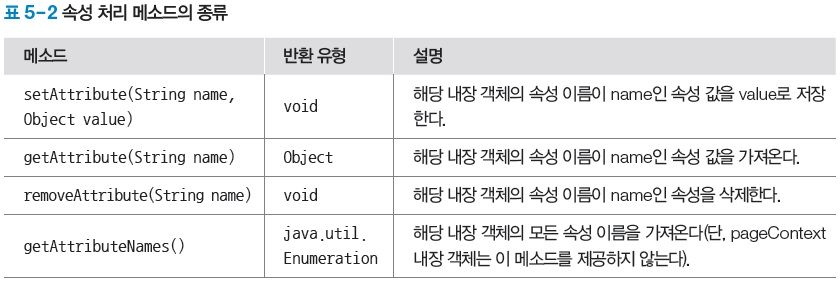 표 5-2 속성 처리 메소드의 종류
메소드 반환 유형 설명
setAttribute(String name, Object value) void 해당 내장 객체의 속성 이름이 name인 속성 값을 value로 저장한다.
getAttribute(String name) Object 해당 내장 객체의 속성 이름이 name인 속성 값을 가져온다.
removeAttribute(String name) void 해당 내장 객체의 속성 이름이 name인 속성을 삭제한다.
getAttributeNames() java.util.Enumeration 해당 내장 객체의 모든 속성 이름을 가져온다(단, pageContext 내장 객체는 이 메소드를 제공하지 않는다).